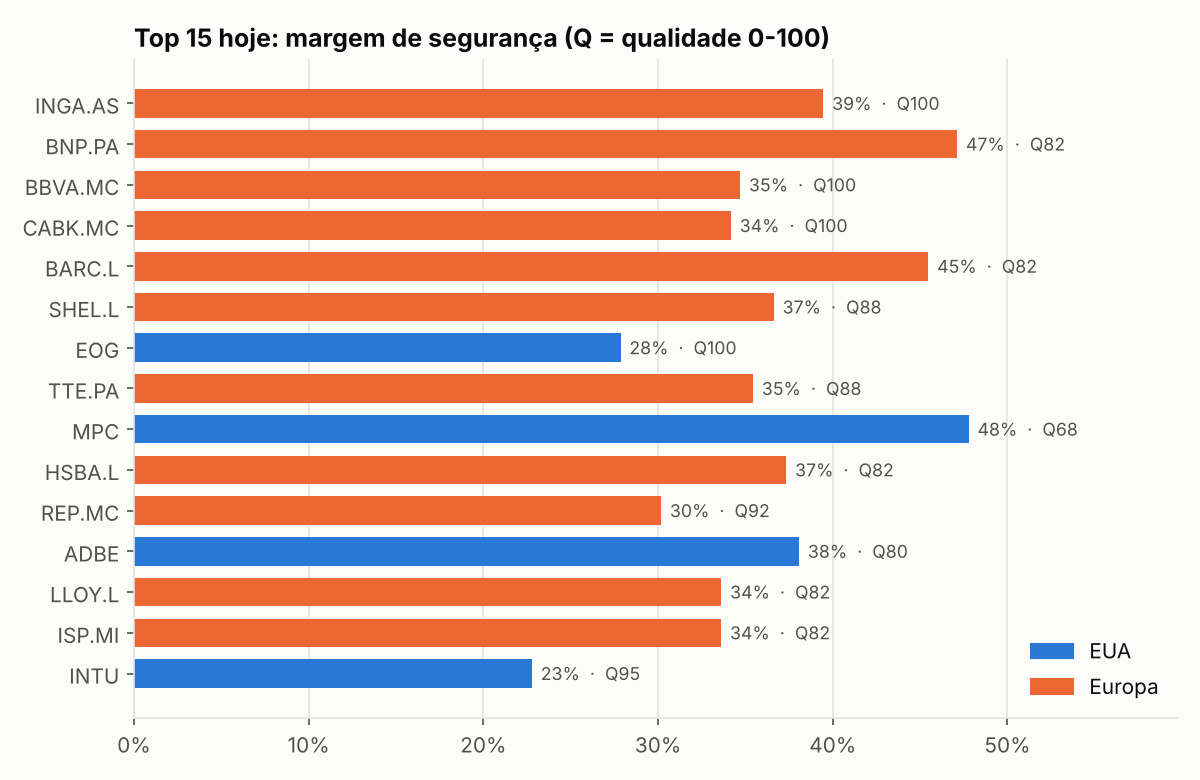 Top 15 hoje: margem de segurança (Q = qualidade 0-100)
INGA.AS 39% · Q100
BNP.PA 47% · Q82
BBVA.MC 35% · Q100
CABK.MC 34% · Q100
BARC.L 45% · Q82
SHEL.L 37% · Q88
EOG 28% · Q100
TTE.PA 35% · Q88
MPC 48% · Q68
HSBA.L 37% · Q82
REP.MC 30% · Q92
ADBE 38% · Q80
LLOY.L 34% · Q82
ISP.MI 34% · Q82
INTU 23% · Q95
EUA
Europa
0% 10% 20% 30% 40% 50%